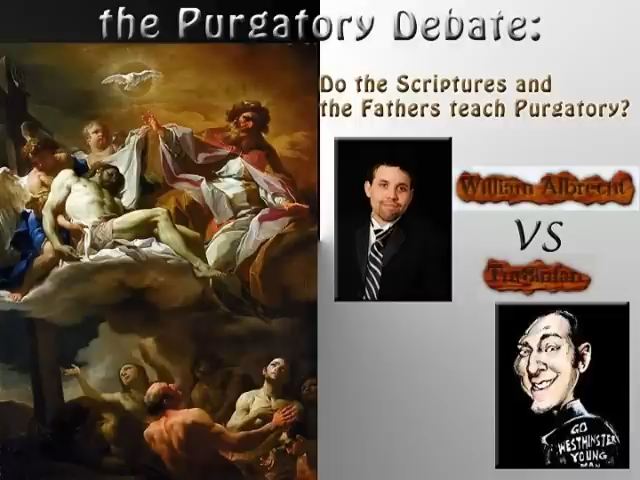 the Purgatory Debate:
Do the Scriptures and
the Fathers teach Purgatory?
William Albrecht
VS
GO
WESTMINSTER
YOUNG
MAN